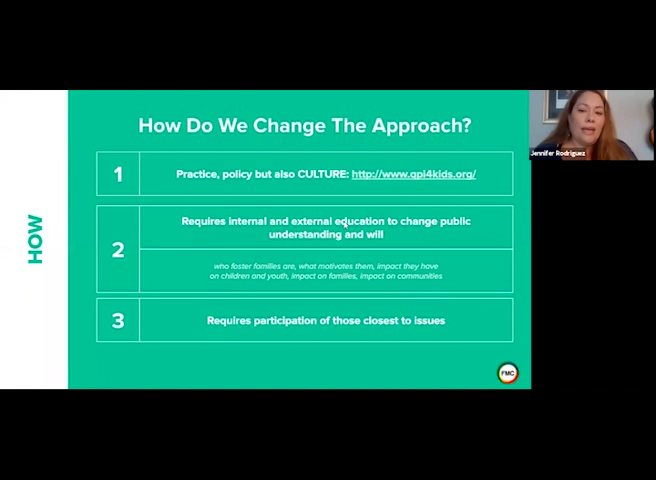 How Do We Change The Approach?
1
Practice, policy but also CULTURE: http://www.qpi4kids.org/
2
Requires internal and external education to change public
understanding and will
who foster families are, what motivates them, impact they have
on children and youth, impact on families, impact on communities
3
Requires participation of those closest to issues
HOW
FMC
Jennifer Rodriguez